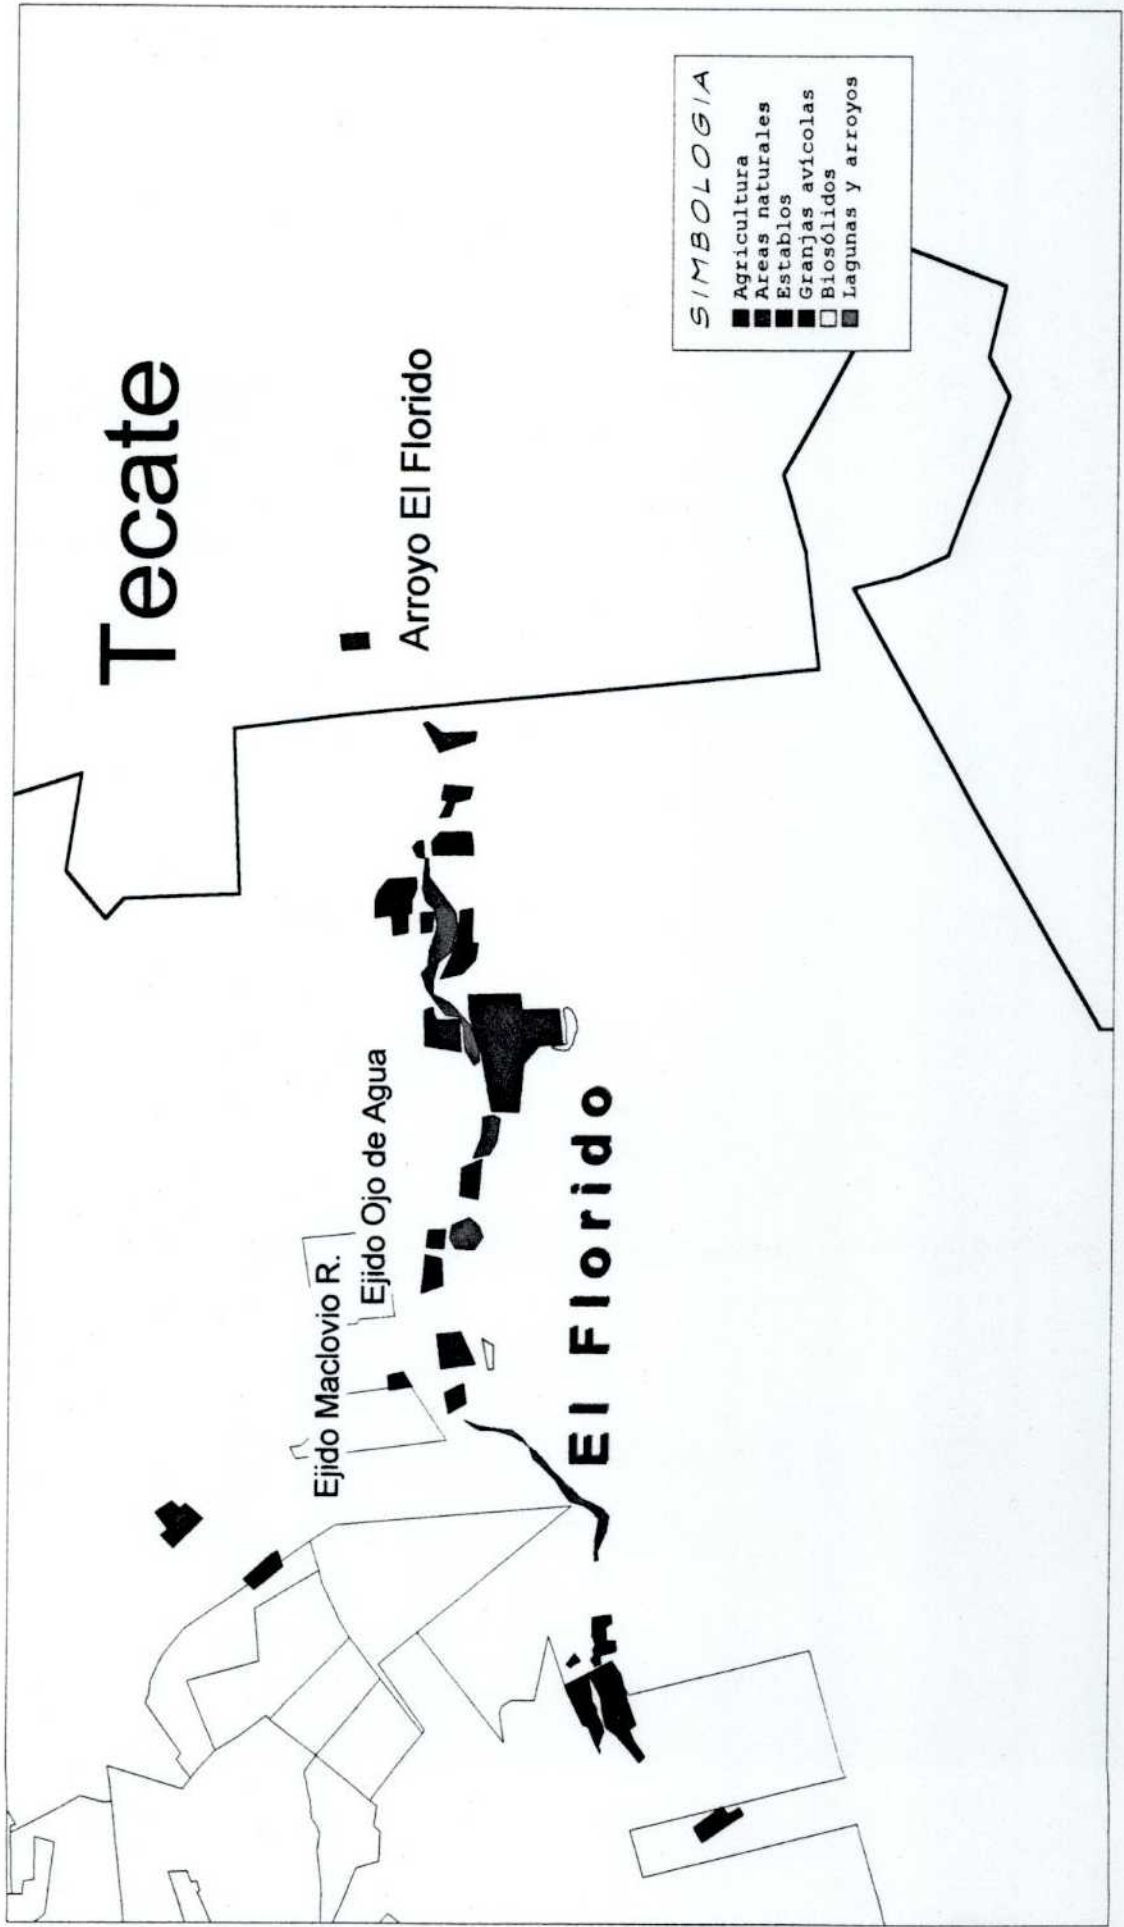 Tecate
Arroyo El Florido
Ejido Ojo de Agua
Ejido Maclovio R.
El Florido
SIMBOLOGIA
Agricultura
Areas naturales
Establos
Granjas avícolas
Biosólidos
Lagunas y arroyos